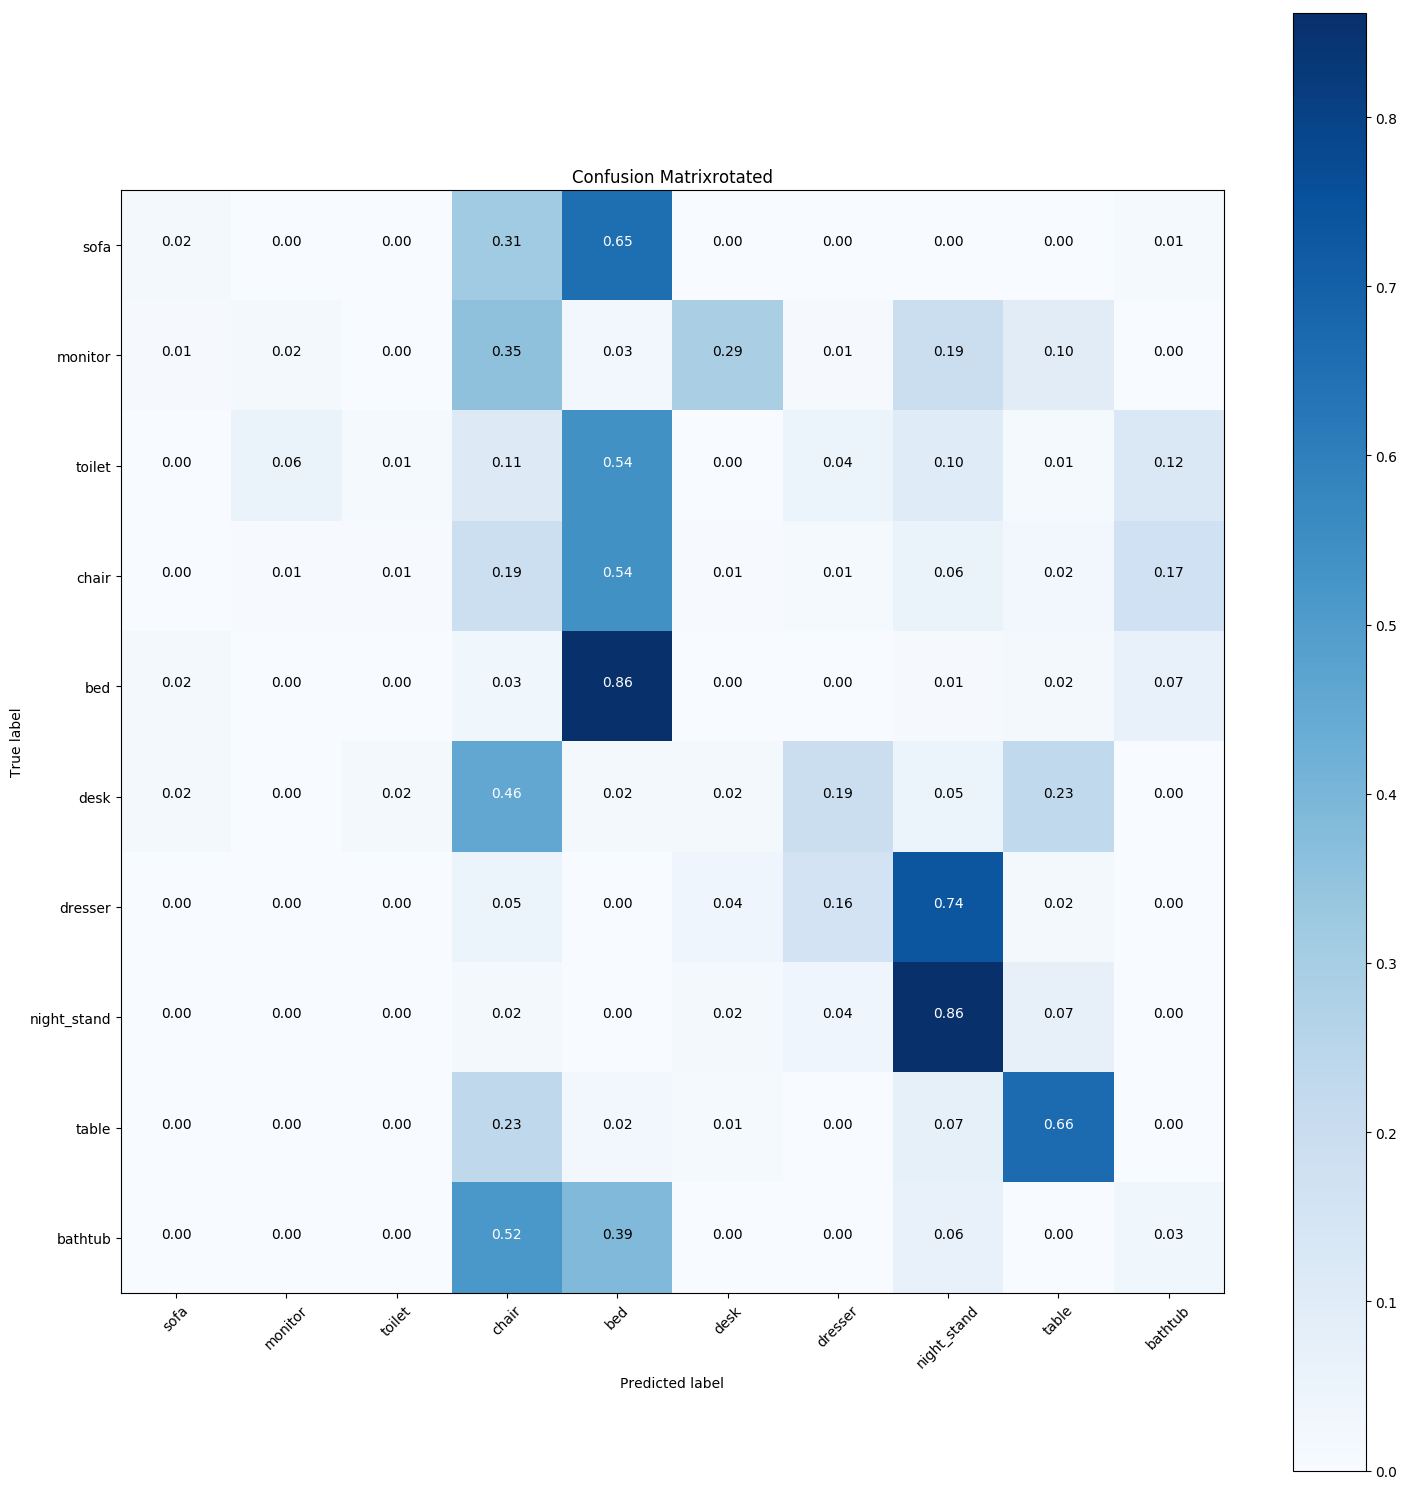 Confusion Matrixrotated
sofa 0.02 0.00 0.00 0.31 0.65 0.00 0.00 0.00 0.00 0.01
monitor 0.01 0.02 0.00 0.35 0.03 0.29 0.01 0.19 0.10 0.00
toilet 0.00 0.06 0.01 0.11 0.54 0.00 0.04 0.10 0.01 0.12
chair 0.00 0.01 0.01 0.19 0.54 0.01 0.01 0.06 0.02 0.17
bed 0.02 0.00 0.00 0.03 0.86 0.00 0.00 0.01 0.02 0.07
desk 0.02 0.00 0.02 0.46 0.02 0.02 0.19 0.05 0.23 0.00
dresser 0.00 0.00 0.00 0.05 0.00 0.04 0.16 0.74 0.02 0.00
night_stand 0.00 0.00 0.00 0.02 0.00 0.02 0.04 0.86 0.07 0.00
table 0.00 0.00 0.00 0.23 0.02 0.01 0.00 0.07 0.66 0.00
bathtub 0.00 0.00 0.00 0.52 0.39 0.00 0.00 0.06 0.00 0.03
True label
sofa monitor toilet chair bed desk dresser night_stand table bathtub
Predicted label
0.8
0.7
0.6
0.5
0.4
0.3
0.2
0.1
0.0